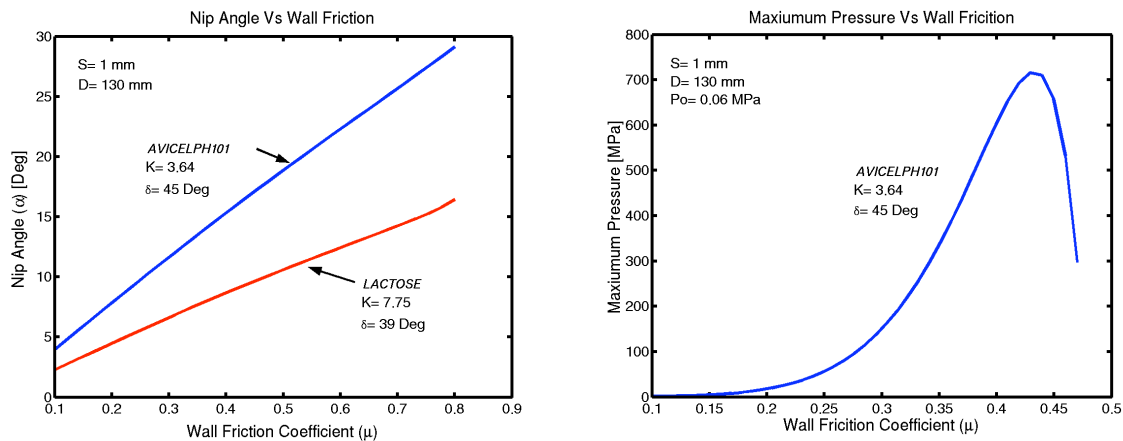 Nip Angle Vs Wall Friction
30
25
20
15
10
5
0
Nip Angle (α) [Deg]
S= 1 mm
D= 130 mm
AVICELPH101
K= 3.64
δ= 45 Deg
LACTOSE
K= 7.75
δ= 39 Deg
0.1 0.2 0.3 0.4 0.5 0.6 0.7 0.8 0.9
Wall Friction Coefficient (μ)
Maxiumum Pressure Vs Wall Fricition
800
700
600
500
400
300
200
100
0
Maxiumum Pressure [MPa]
S= 1 mm
D= 130 mm
Po= 0.06 MPa
AVICELPH101
K= 3.64
δ= 45 Deg
0.1 0.15 0.2 0.25 0.3 0.35 0.4 0.45 0.5
Wall Fricition Coefficient (μ)